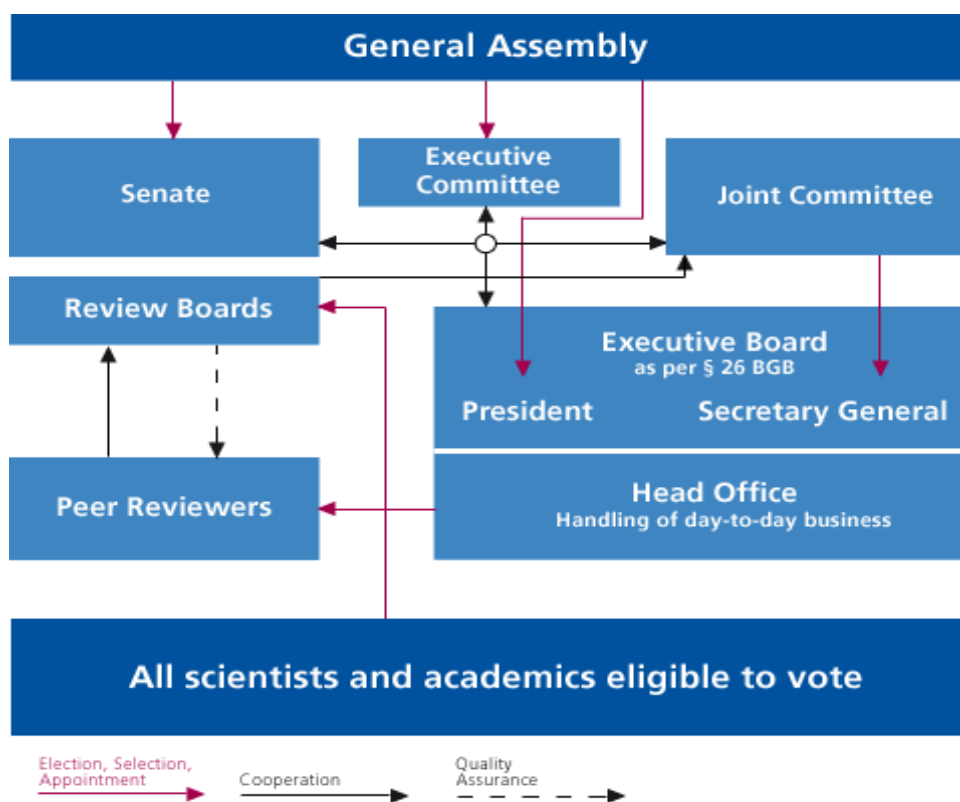 General Assembly
Senate
Executive
Committee
Joint Committee
Review Boards
Executive Board
as per § 26 BGB
President
Secretary General
Peer Reviewers
Head Office
Handling of day-to-day business
All scientists and academics eligible to vote
Election, Selection,
Appointment
Cooperation
Quality
Assurance